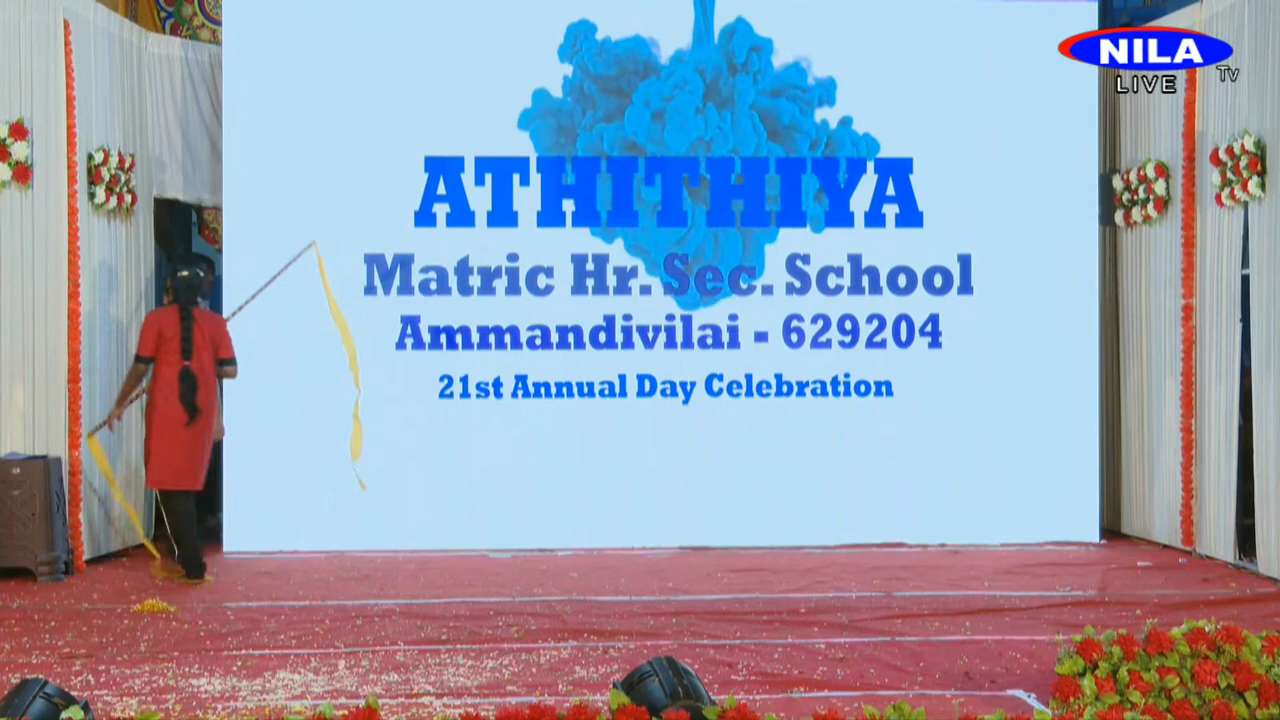 NILA
LIVE TV
ATHITHIYA
Matric Hr. Sec. School
Ammandivilai - 629204
21st Annual Day Celebration